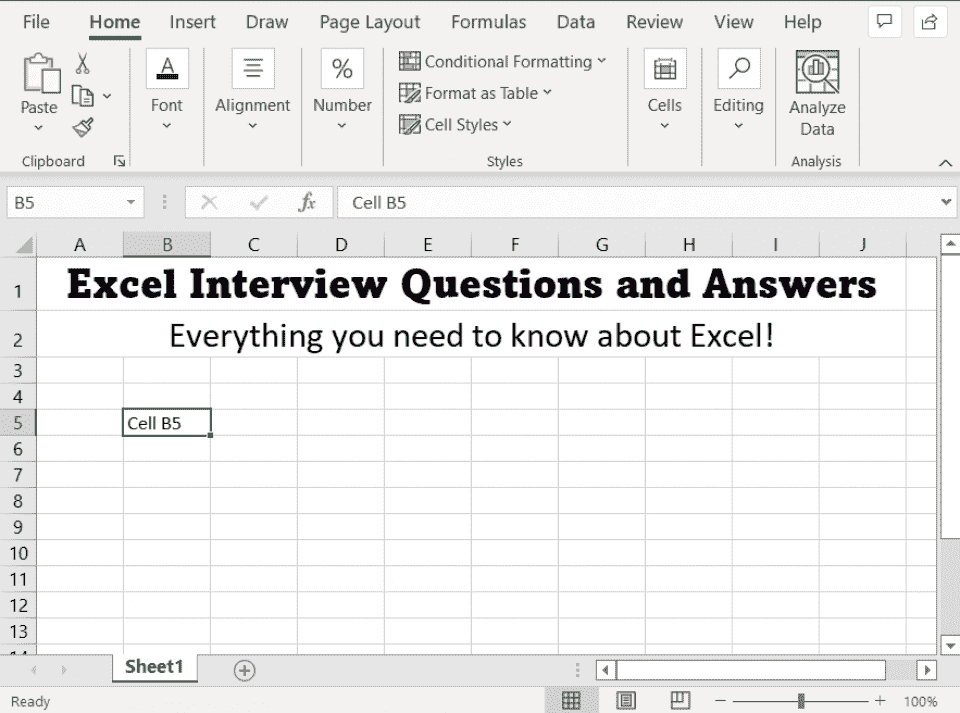 File Home Insert Draw Page Layout Formulas Data Review View Help
Paste
Font
Alignment
%
Number
Conditional Formatting
Format as Table
Cell Styles
Cells
Editing
Analyze
Data
Clipboard
Styles
Analysis
B5 fx Cell B5
A B C D E F G H I J
1 Excel Interview Questions and Answers
2 Everything you need to know about Excel!
3
4
5 Cell B5
6
7
8
9
10
11
12
13
Sheet1
Ready 100%